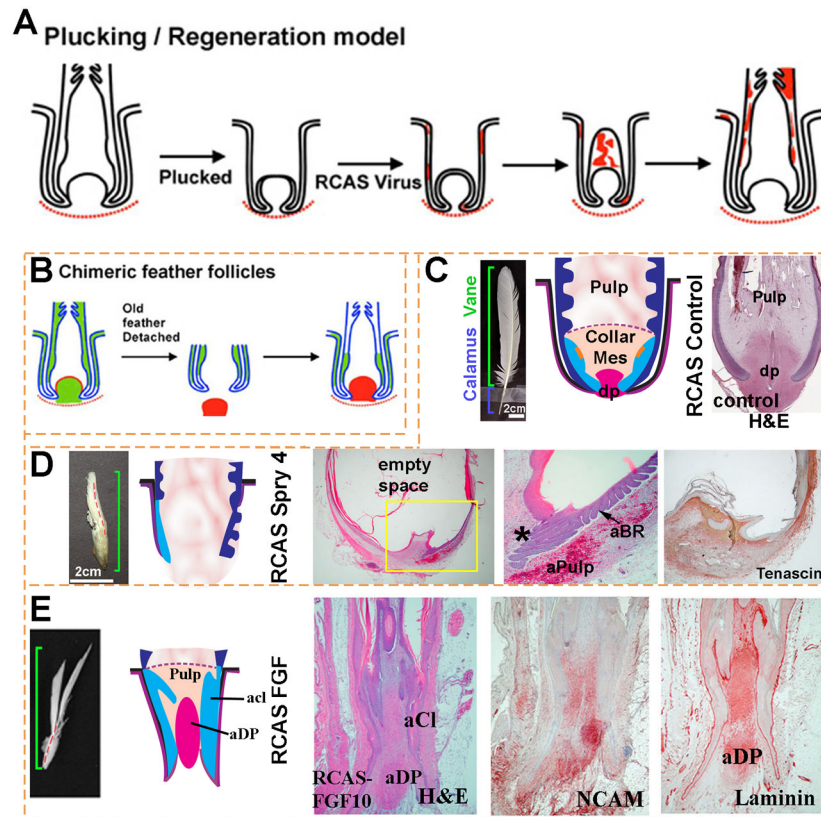 A Plucking / Regeneration model
Plucked
RCAS Virus
B Chimeric feather follicles
Old
feather
Detached
C
Calamus Vane
2cm
Pulp
Collar
Mes
dp
RCAS Control
Pulp
dp
control
H&E
D
2cm
RCAS Spry 4
empty
space
*
aBR
aPulp
Tenascin
E
Pulp
acl
aDP
RCAS FGF
aCl
RCAS-
FGF10
aDP
H&E
NCAM
aDP
Laminin